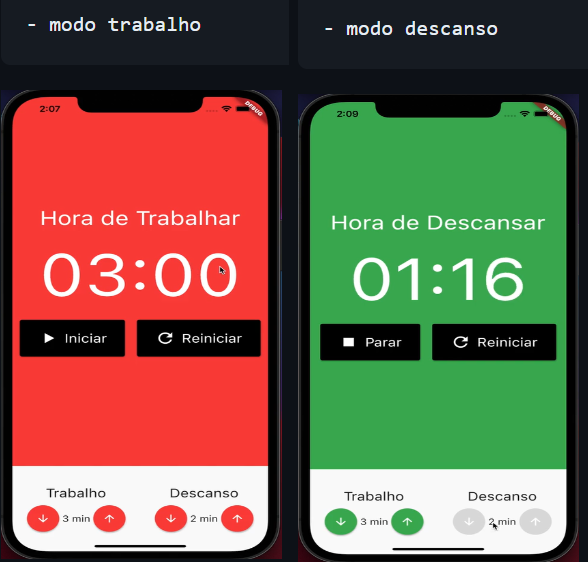 - modo trabalho
2:07
DEBUG
Hora de Trabalhar
03:00
Iniciar
Reiniciar
Trabalho
Descanso
3 min
2 min
- modo descanso
2:09
DEBUG
Hora de Descansar
01:16
Parar
Reiniciar
Trabalho
Descanso
3 min
2 min